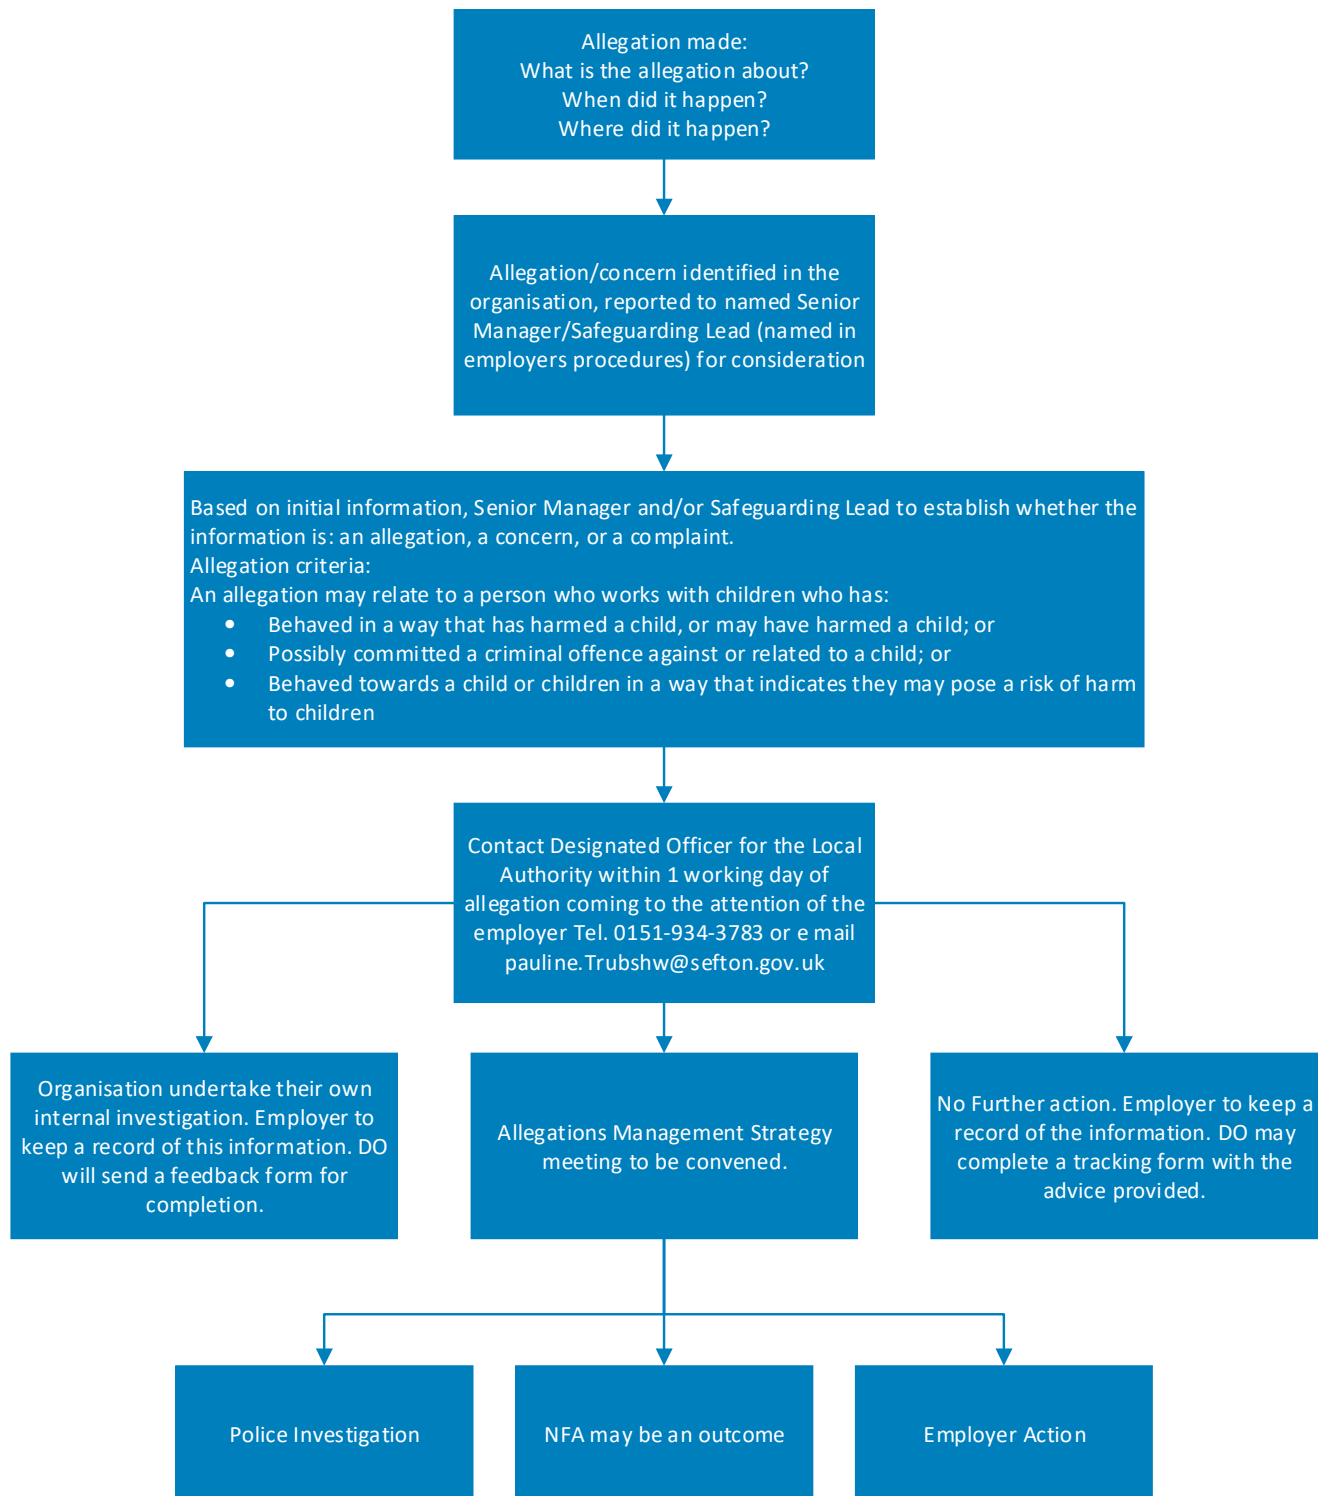 Allegation made:
What is the allegation about?
When did it happen?
Where did it happen?
Allegation/concern identified in the
organisation, reported to named Senior
Manager/Safeguarding Lead (named in
employers procedures) for consideration
Based on initial information, Senior Manager and/or Safeguarding Lead to establish whether the
information is: an allegation, a concern, or a complaint.
Allegation criteria:
An allegation may relate to a person who works with children who has:
• Behaved in a way that has harmed a child, or may have harmed a child; or
• Possibly committed a criminal offence against or related to a child; or
• Behaved towards a child or children in a way that indicates they may pose a risk of harm
to children
Contact Designated Officer for the Local
Authority within 1 working day of
allegation coming to the attention of the
employer Tel. 0151-934-3783 or e mail
pauline.Trubshw@sefton.gov.uk
Organisation undertake their own
internal investigation. Employer to
keep a record of this information. DO
will send a feedback form for
completion.
Allegations Management Strategy
meeting to be convened.
No Further action. Employer to keep a
record of the information. DO may
complete a tracking form with the
advice provided.
Police Investigation
NFA may be an outcome
Employer Action